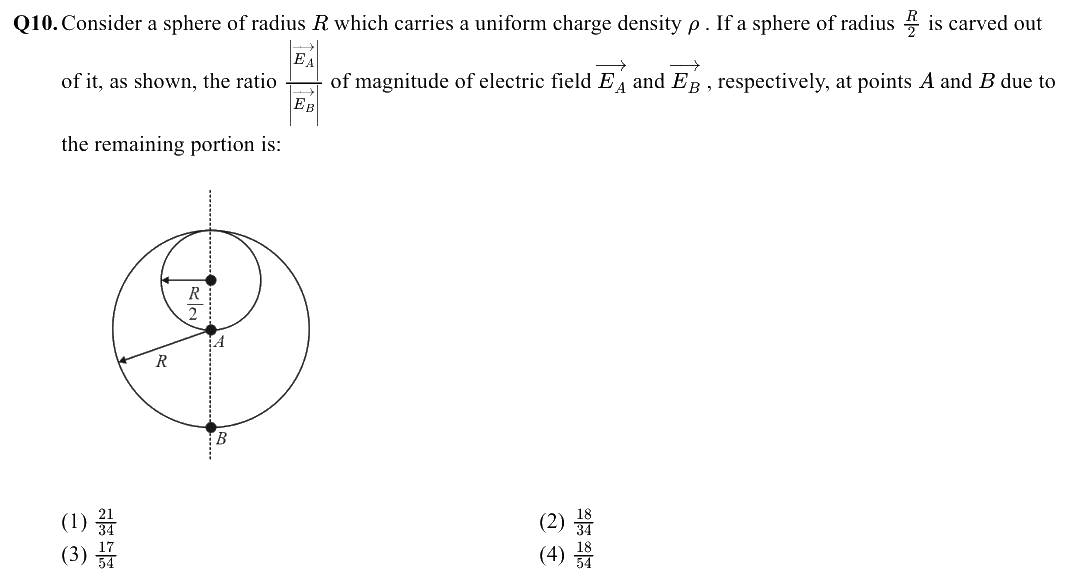 Q10. Consider a sphere of radius R which carries a uniform charge density ρ . If a sphere of radius R/2 is carved out
of it, as shown, the ratio |E_A→|/|E_B→| of magnitude of electric field E_A→ and E_B→ , respectively, at points A and B due to
the remaining portion is:
R/2
A
R
B
(1) 21/34 (2) 18/34
(3) 17/54 (4) 18/54